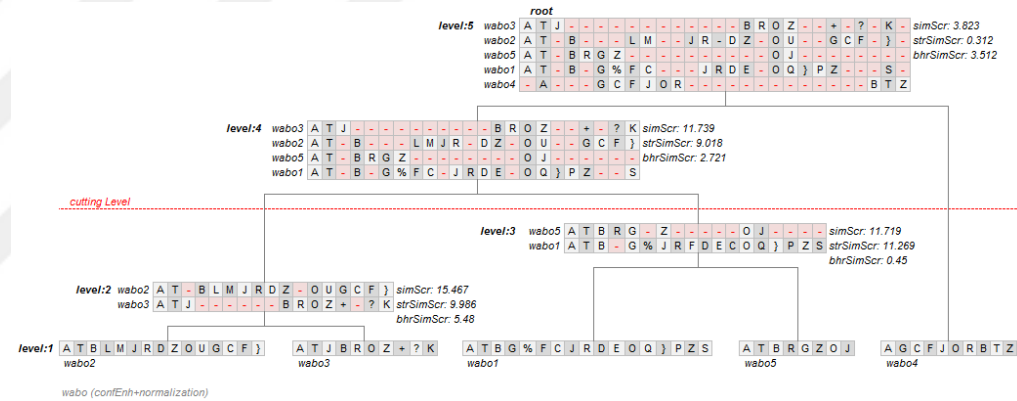 root
level:5 wabo3 A T J - - - - - - - - - - - - - - B R O Z - - + - ? - K - simScr: 3.823
wabo2 A T - B - - - L M - - J R - D Z - O U - - G C F - } - strSimScr: 0.312
wabo5 A T - B R G Z - - - - - - - - - - - O J - - - - - - - - - bhrSimScr: 3.512
wabo1 A T - B - G % F C - - - J R D E - O Q } P Z - - - S -
wabo4 - A - - - G C F J O R - - - - - - - - - - - - - - B T Z
level:4 wabo3 A T J - - - - - - - - - - - B R O Z - - + - ? K simScr: 11.739
wabo2 A T - B - - - L M J R - D Z - O U - - G C F } strSimScr: 9.018
wabo5 A T - B R G Z - - - - - - - - O J - - - - - - - bhrSimScr: 2.721
wabo1 A T - B - G % F C - J R D E - O Q } P Z - - S
cutting Level
level:3 wabo5 A T B R G - Z - - - - - O J - - - - simScr: 11.719
wabo1 A T B - G % J R F D E C O Q } P Z S strSimScr: 11.269
bhrSimScr: 0.45
level:2 wabo2 A T - B L M J R D Z - O U G C F } simScr: 15.467
wabo3 A T J - - - - - - B R O Z + - ? K strSimScr: 9.986
bhrSimScr: 5.48
level:1 A T B L M J R D Z O U G C F } A T J B R O Z + ? K A T B G % F C J R D E O Q } P Z S A T B R G Z O J A G C F J O R B T Z
wabo2 wabo3 wabo1 wabo5 wabo4
wabo (confEnh+normalization)